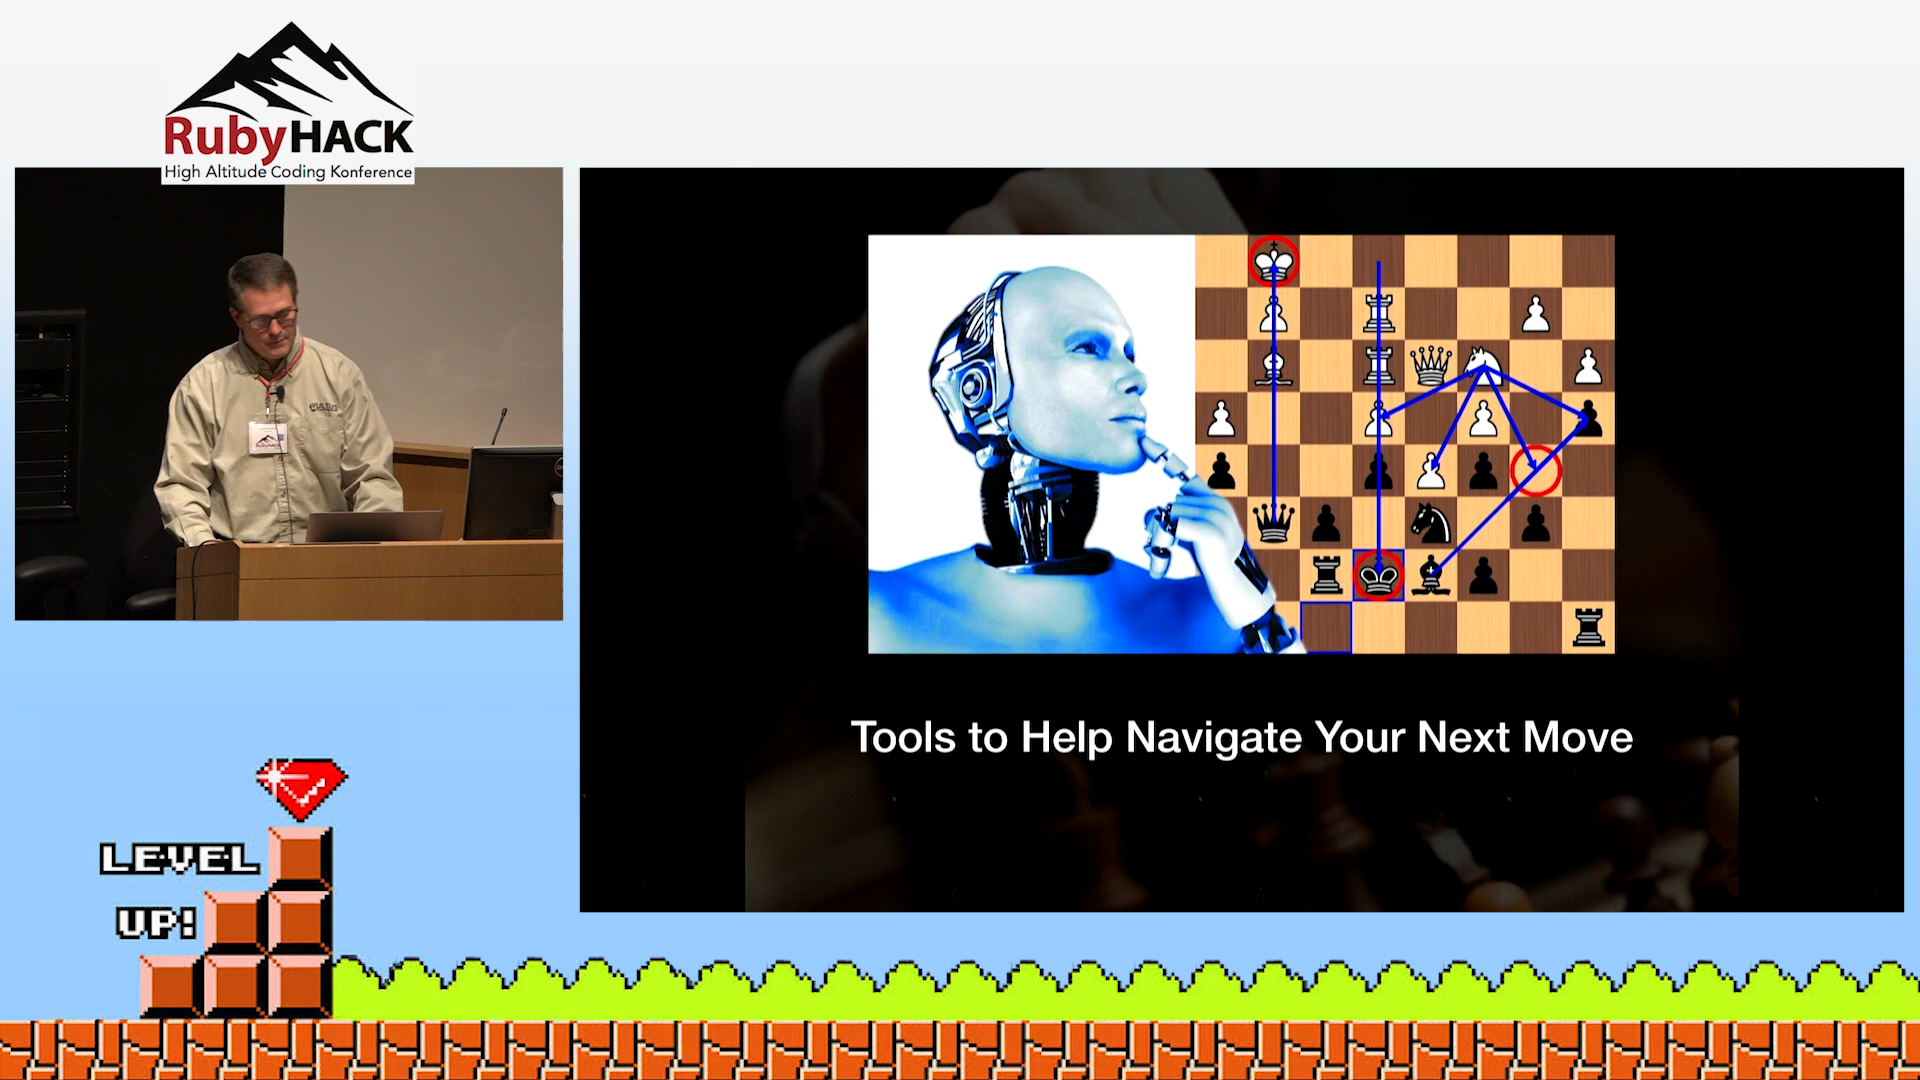 RubyHACK
High Altitude Coding Konference
Tools to Help Navigate Your Next Move
LEVEL
UP!